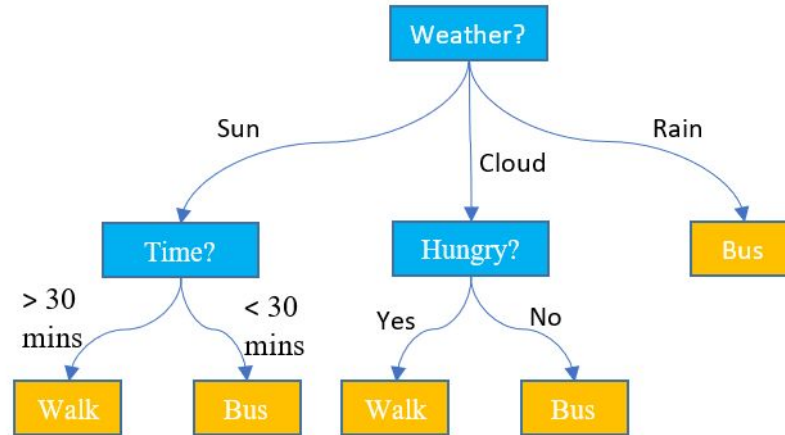 Weather?
Sun
Cloud
Rain
Time?
Hungry?
Bus
> 30
mins
< 30
mins
Yes
No
Walk
Bus
Walk
Bus